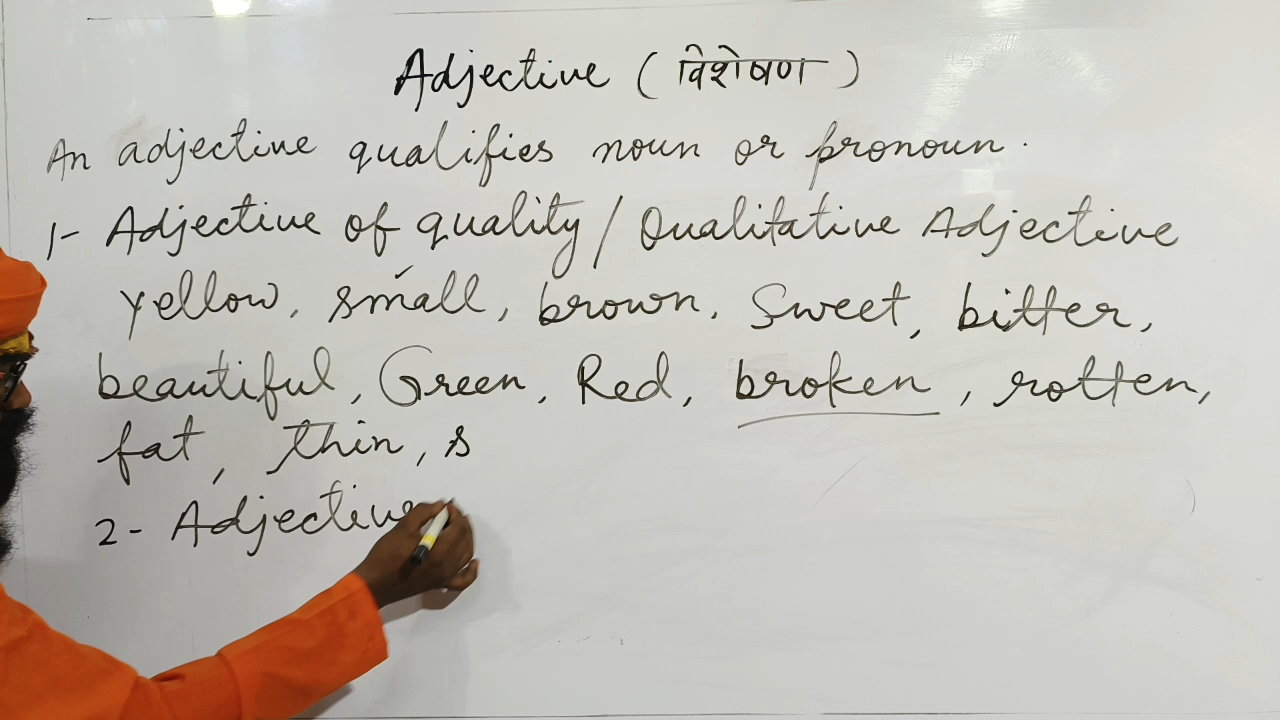 Adjective (विशेषण)
An adjective qualifies noun or pronoun.
1- Adjective of quality / Qualitative Adjective
Yellow, small, brown, Sweet, bitter,
beautiful, Green, Red, broken, rotten,
fat, thin, s
2- Adjective